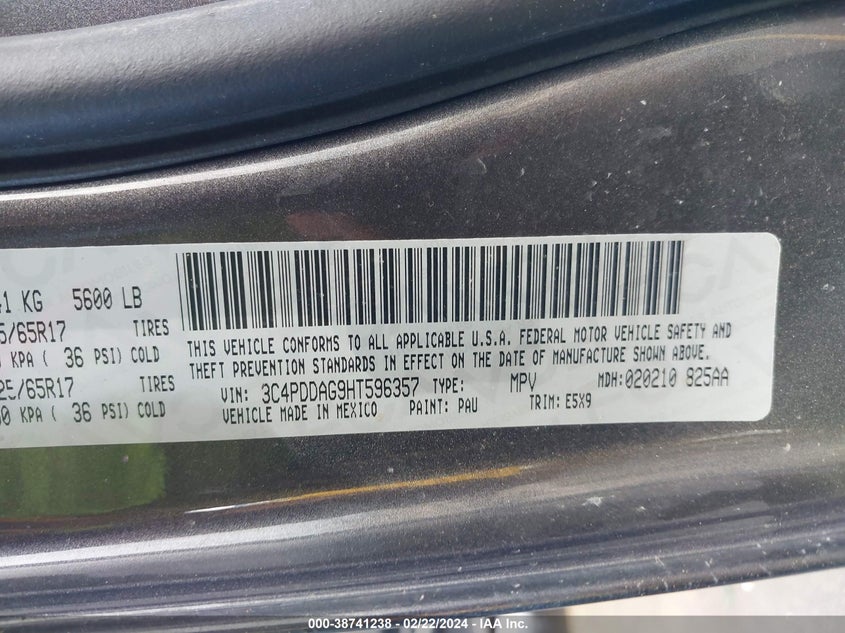 41 KG 5600 LB
5/65R17 TIRES
0 KPA ( 36 PSI) COLD
25/65R17 TIRES
0 KPA ( 36 PSI) COLD
THIS VEHICLE CONFORMS TO ALL APPLICABLE U.S.A. FEDERAL MOTOR VEHICLE SAFETY AND
THEFT PREVENTION STANDARDS IN EFFECT ON THE DATE OF MANUFACTURE SHOWN ABOVE.
VIN: 3C4PDDAG9HT596357 TYPE: MPV MDH:020210 825AA
VEHICLE MADE IN MEXICO PAINT: PAU TRIM: E5X9
000-38741238 - 02/22/2024 - IAA Inc.